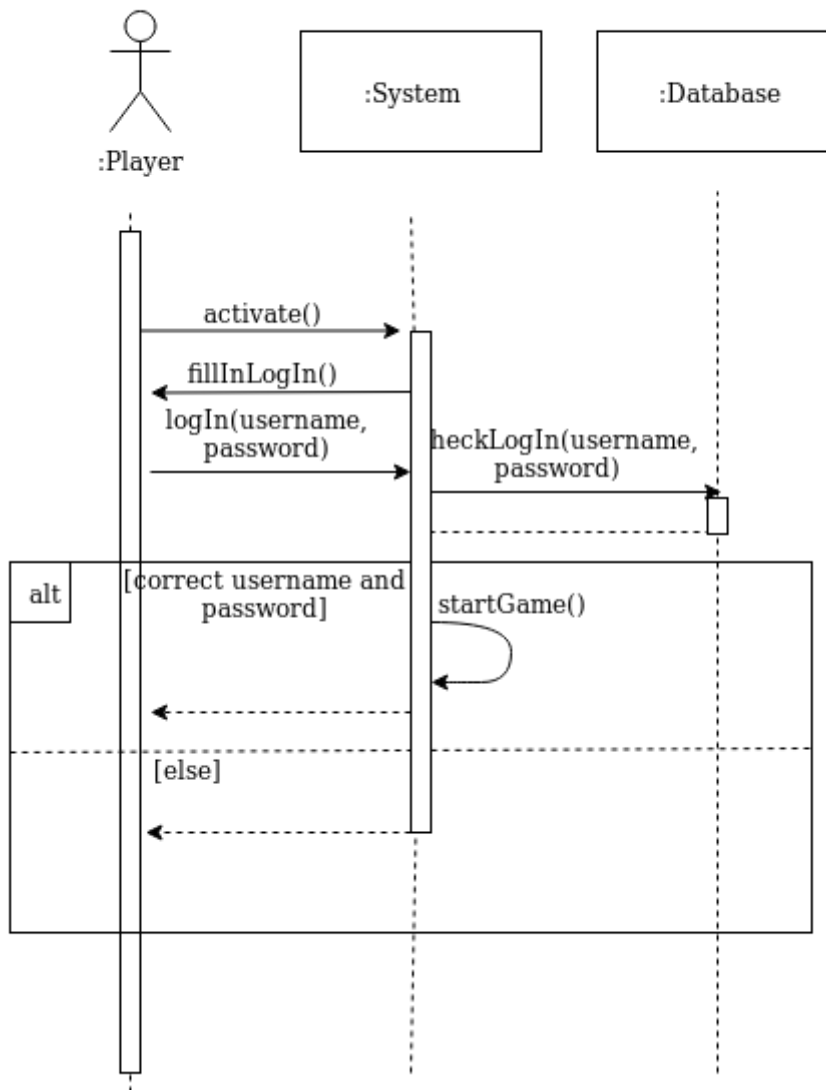 :System
:Database
:Player
activate()
fillInLogIn()
logIn(username,
password)
heckLogIn(username,
password)
alt
[correct username and
password]
startGame()
[else]